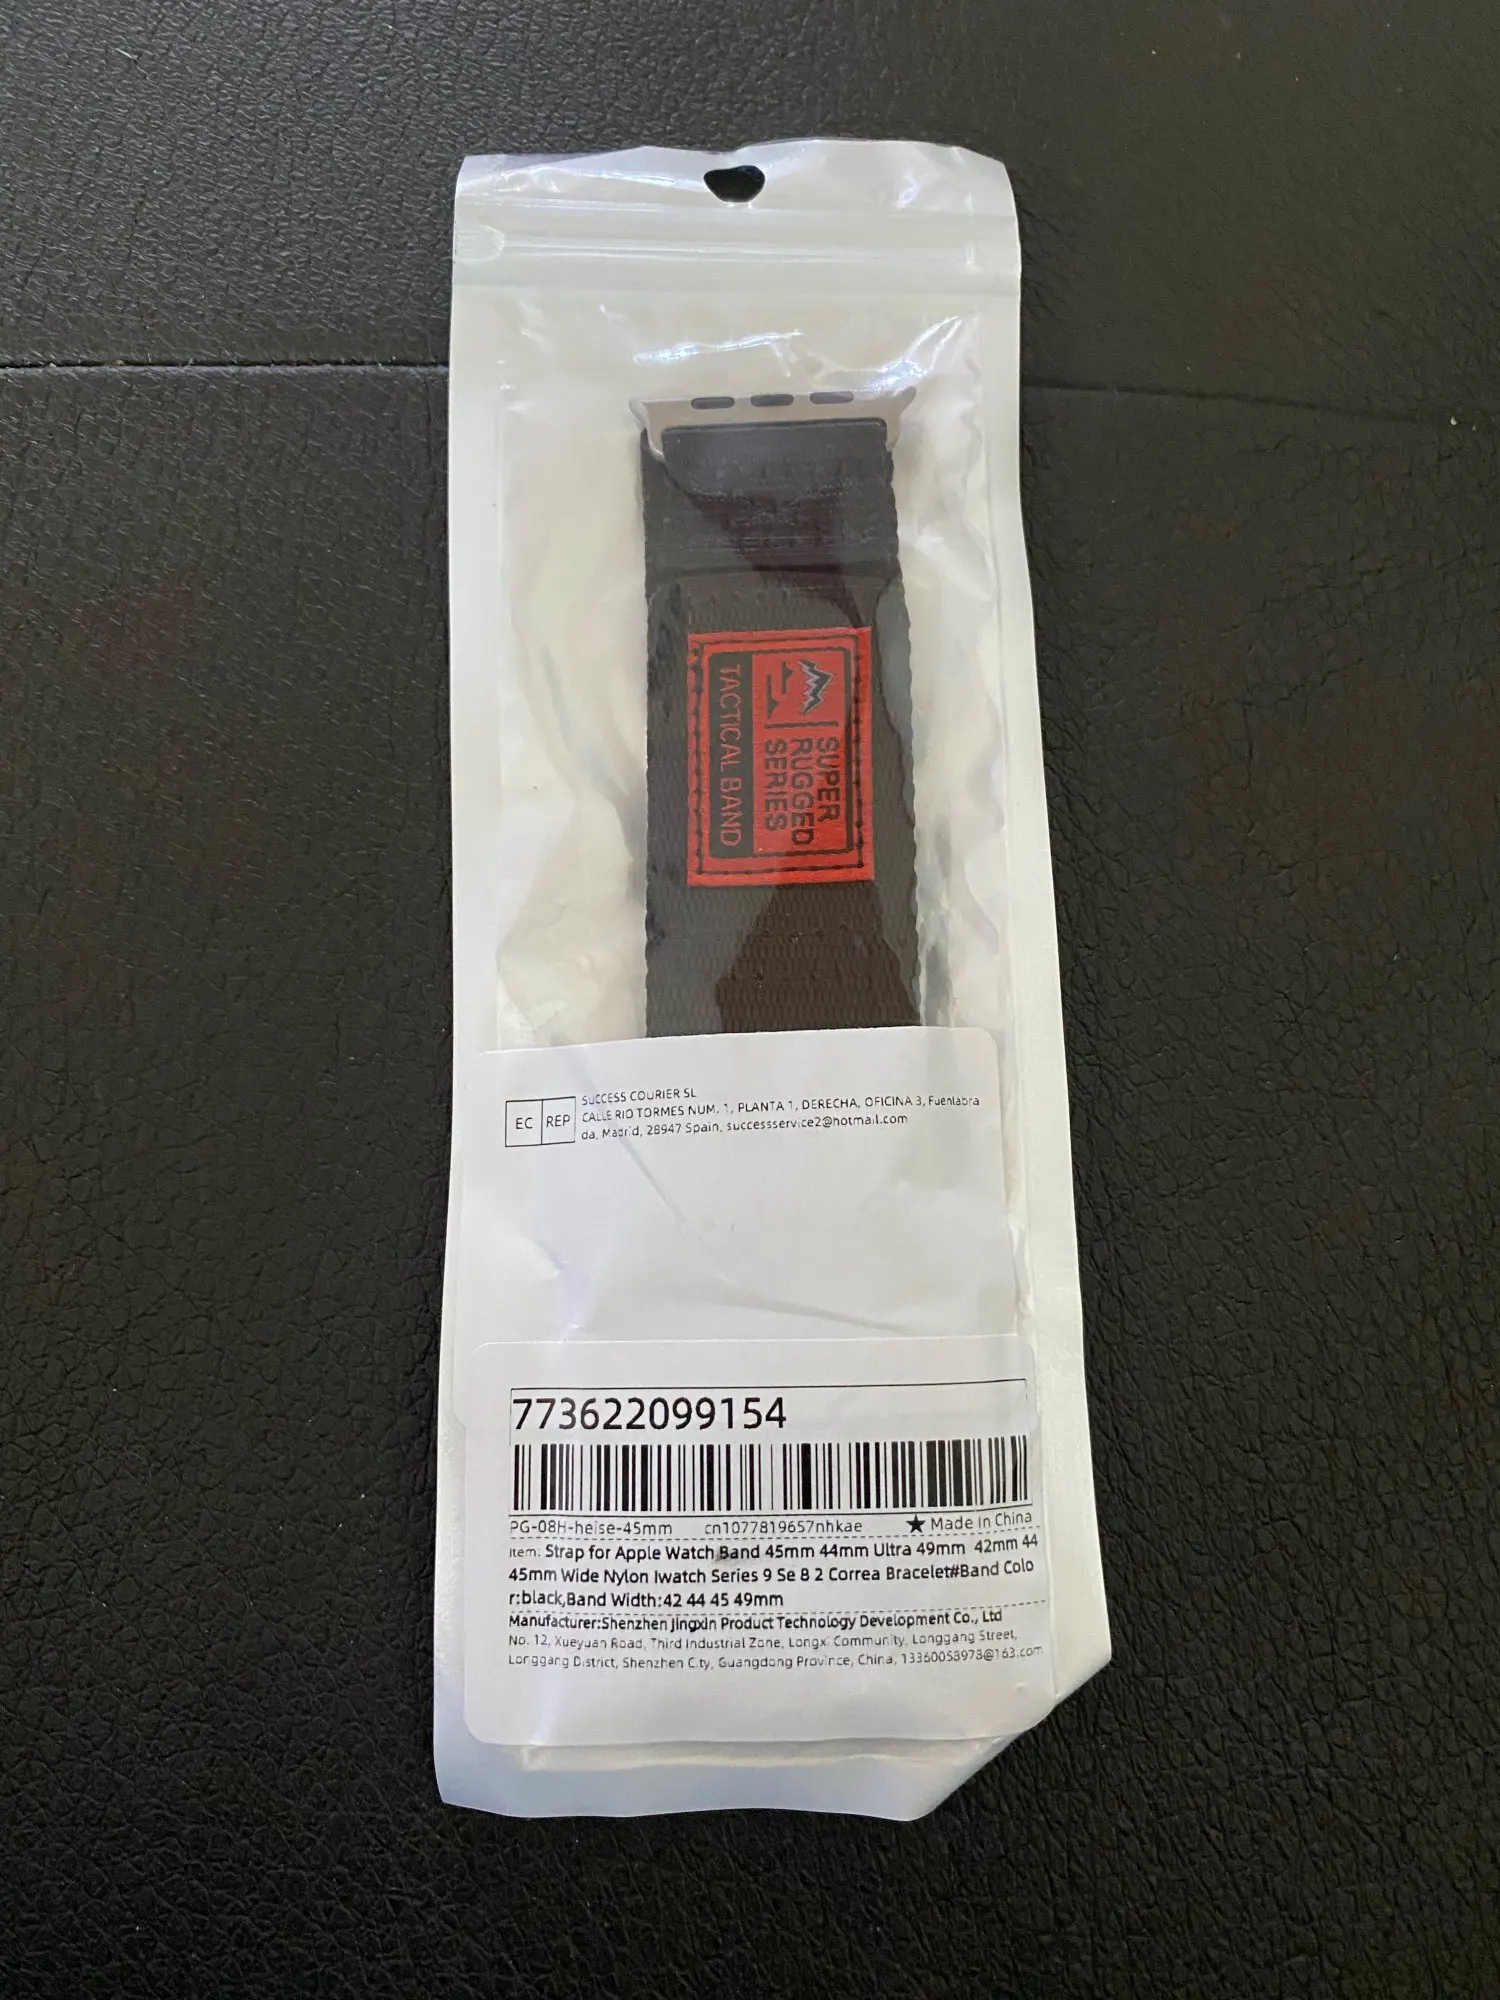 SUPER
RUGGED
SERIES
TACTICAL BAND
EC REP
SUCCESS COURIER SL
CALLE RIO TORMES NUM. 1, PLANTA 1, DERECHA, OFICINA 3, Fuenlabra
da, Madrid, 28947 Spain, successservice2@hotmail.com
773622099154
PG-08H-heise-45mm cn1077819657nhkae ★ Made In China
Item: Strap for Apple Watch Band 45mm 44mm Ultra 49mm 42mm 44
45mm Wide Nylon Iwatch Series 9 Se 8 2 Correa Bracelet#Band Colo
r:black,Band Width:42 44 45 49mm
Manufacturer:Shenzhen Jingxin Product Technology Development Co., Ltd
No. 12, Xueyuan Road, Third Industrial Zone, Longxi Community, Longgang Street,
Longgang District, Shenzhen City, Guangdong Province, China, 13360058978@163.com